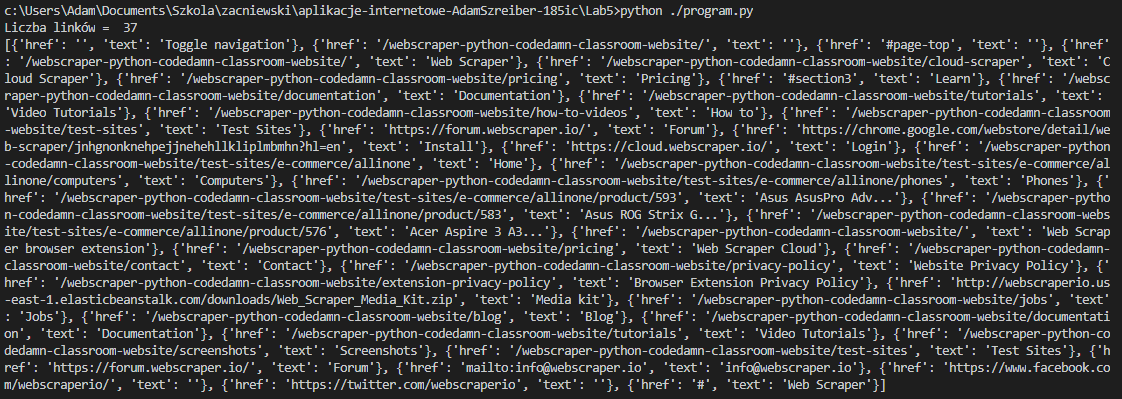 c:\Users\Adam\Documents\Szkola\zacniewski\aplikacje-internetowe-AdamSzreiber-185ic\Lab5>python ./program.py
Liczba linków =  37
[{'href': '', 'text': 'Toggle navigation'}, {'href': '/webscraper-python-codedamn-classroom-website/', 'text': ''}, {'href': '#page-top', 'text': ''}, {'href'
: '/webscraper-python-codedamn-classroom-website/', 'text': 'Web Scraper'}, {'href': '/webscraper-python-codedamn-classroom-website/cloud-scraper', 'text': 'C
loud Scraper'}, {'href': '/webscraper-python-codedamn-classroom-website/pricing', 'text': 'Pricing'}, {'href': '#section3', 'text': 'Learn'}, {'href': '/websc
raper-python-codedamn-classroom-website/documentation', 'text': 'Documentation'}, {'href': '/webscraper-python-codedamn-classroom-website/tutorials', 'text':
'Video Tutorials'}, {'href': '/webscraper-python-codedamn-classroom-website/how-to-videos', 'text': 'How to'}, {'href': '/webscraper-python-codedamn-classroom
-website/test-sites', 'text': 'Test Sites'}, {'href': 'https://forum.webscraper.io/', 'text': 'Forum'}, {'href': 'https://chrome.google.com/webstore/detail/we
b-scraper/jnhgnonknehpejjnehehllkliplmbmhn?hl=en', 'text': 'Install'}, {'href': 'https://cloud.webscraper.io/', 'text': 'Login'}, {'href': '/webscraper-python
-codedamn-classroom-website/test-sites/e-commerce/allinone', 'text': 'Home'}, {'href': '/webscraper-python-codedamn-classroom-website/test-sites/e-commerce/al
linone/computers', 'text': 'Computers'}, {'href': '/webscraper-python-codedamn-classroom-website/test-sites/e-commerce/allinone/phones', 'text': 'Phones'}, {'
href': '/webscraper-python-codedamn-classroom-website/test-sites/e-commerce/allinone/product/593', 'text': 'Asus AsusPro Adv...'}, {'href': '/webscraper-pytho
n-codedamn-classroom-website/test-sites/e-commerce/allinone/product/583', 'text': 'Asus ROG Strix G...'}, {'href': '/webscraper-python-codedamn-classroom-webs
ite/test-sites/e-commerce/allinone/product/576', 'text': 'Acer Aspire 3 A3...'}, {'href': '/webscraper-python-codedamn-classroom-website/', 'text': 'Web Scrap
er browser extension'}, {'href': '/webscraper-python-codedamn-classroom-website/pricing', 'text': 'Web Scraper Cloud'}, {'href': '/webscraper-python-codedamn-
classroom-website/contact', 'text': 'Contact'}, {'href': '/webscraper-python-codedamn-classroom-website/privacy-policy', 'text': 'Website Privacy Policy'}, {'
href': '/webscraper-python-codedamn-classroom-website/extension-privacy-policy', 'text': 'Browser Extension Privacy Policy'}, {'href': 'http://webscraperio.us
-east-1.elasticbeanstalk.com/downloads/Web_Scraper_Media_Kit.zip', 'text': 'Media kit'}, {'href': '/webscraper-python-codedamn-classroom-website/jobs', 'text'
: 'Jobs'}, {'href': '/webscraper-python-codedamn-classroom-website/blog', 'text': 'Blog'}, {'href': '/webscraper-python-codedamn-classroom-website/documentati
on', 'text': 'Documentation'}, {'href': '/webscraper-python-codedamn-classroom-website/tutorials', 'text': 'Video Tutorials'}, {'href': '/webscraper-python-co
dedamn-classroom-website/screenshots', 'text': 'Screenshots'}, {'href': '/webscraper-python-codedamn-classroom-website/test-sites', 'text': 'Test Sites'}, {'h
ref': 'https://forum.webscraper.io/', 'text': 'Forum'}, {'href': 'mailto:info@webscraper.io', 'text': 'info@webscraper.io'}, {'href': 'https://www.facebook.co
m/webscraperio/', 'text': ''}, {'href': 'https://twitter.com/webscraperio', 'text': ''}, {'href': '#', 'text': 'Web Scraper'}]